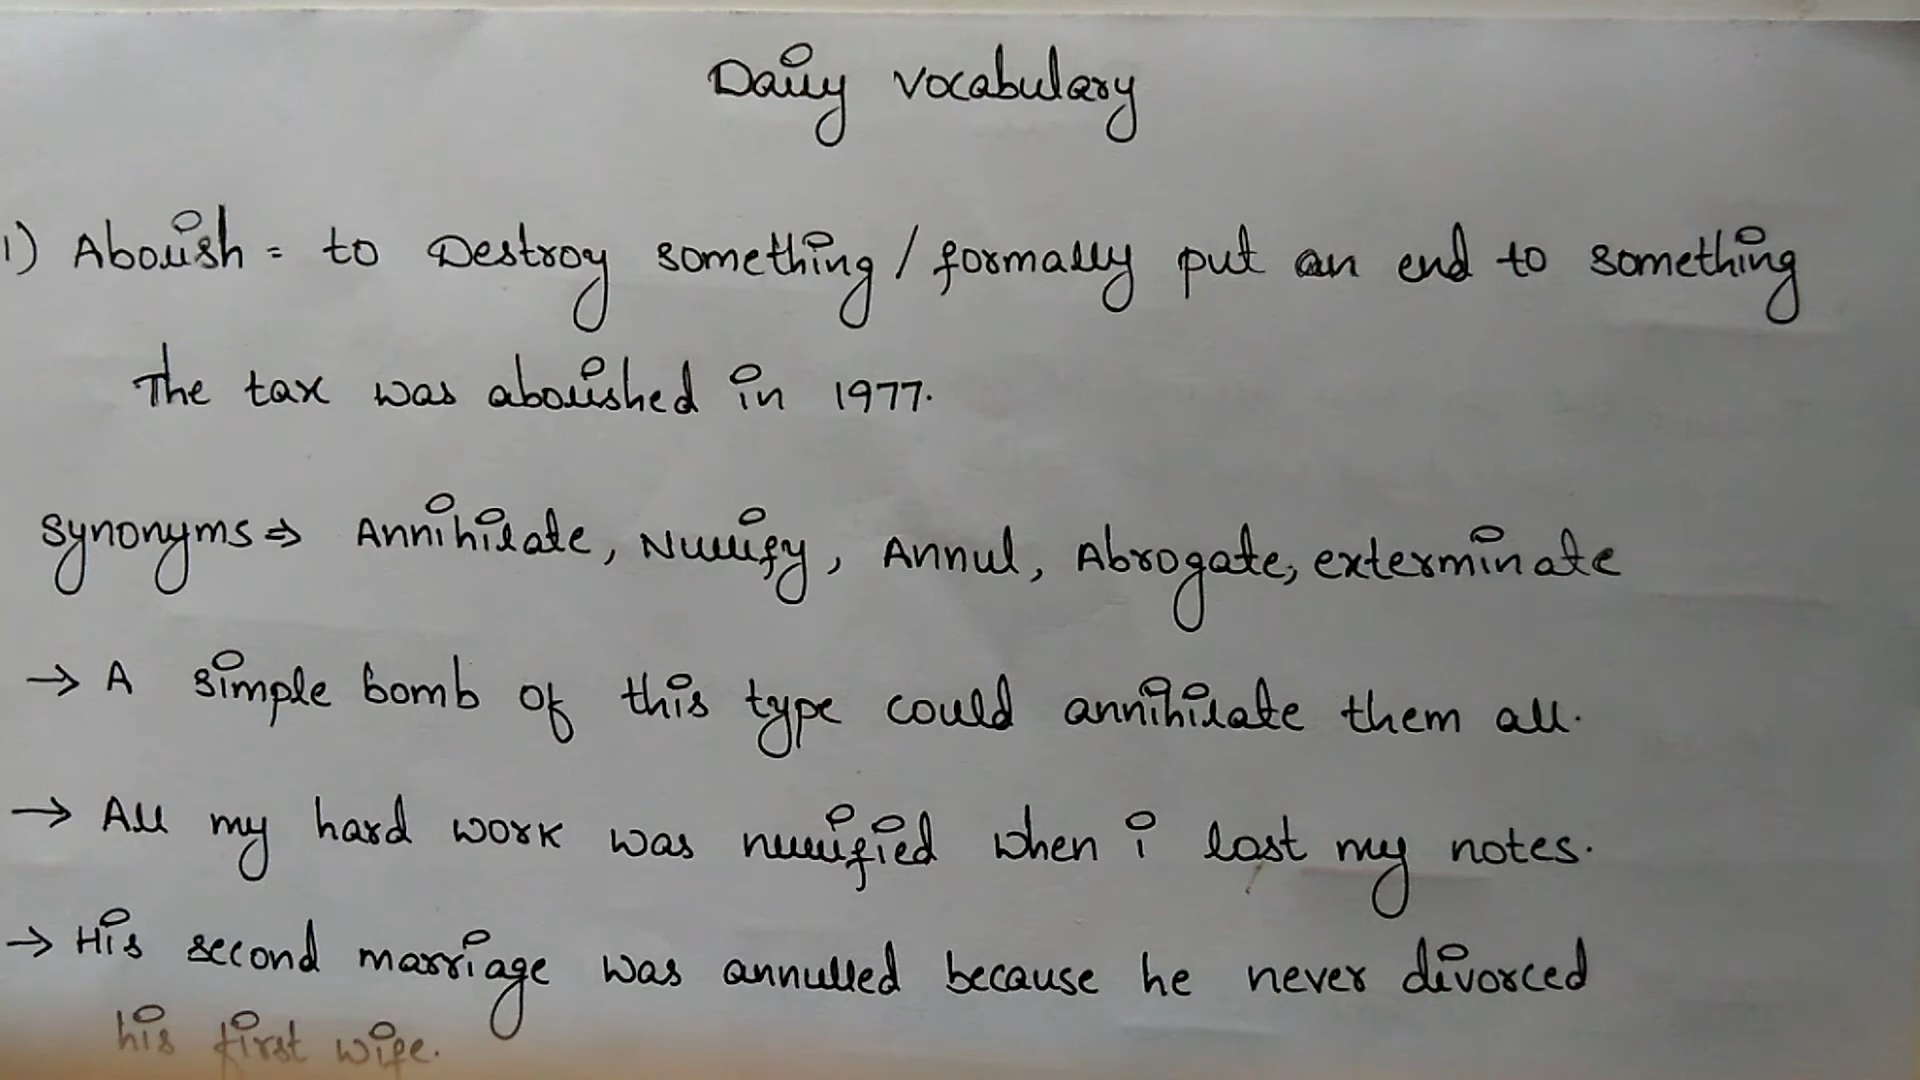 Daily vocabulary
1) Abolish = to Destroy something / formally put an end to something
The tax was abolished in 1977.
Synonyms ⇒ Annihilate, Nullify, Annul, Abrogate, exterminate
→ A simple bomb of this type could annihilate them all.
→ All my hard work was nullified when i lost my notes.
→ His second marriage was annulled because he never divorced
his first wife.